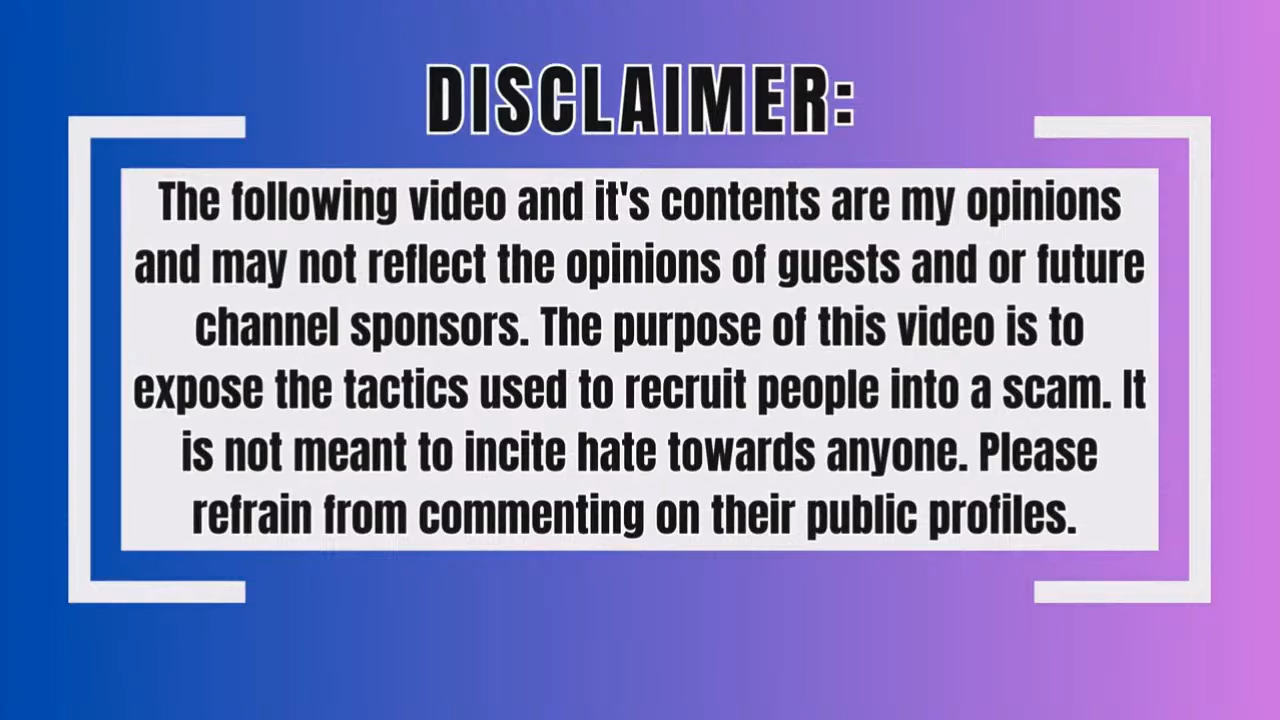 DISCLAIMER:
The following video and it's contents are my opinions
and may not reflect the opinions of guests and or future
channel sponsors. The purpose of this video is to
expose the tactics used to recruit people into a scam. It
is not meant to incite hate towards anyone. Please
refrain from commenting on their public profiles.